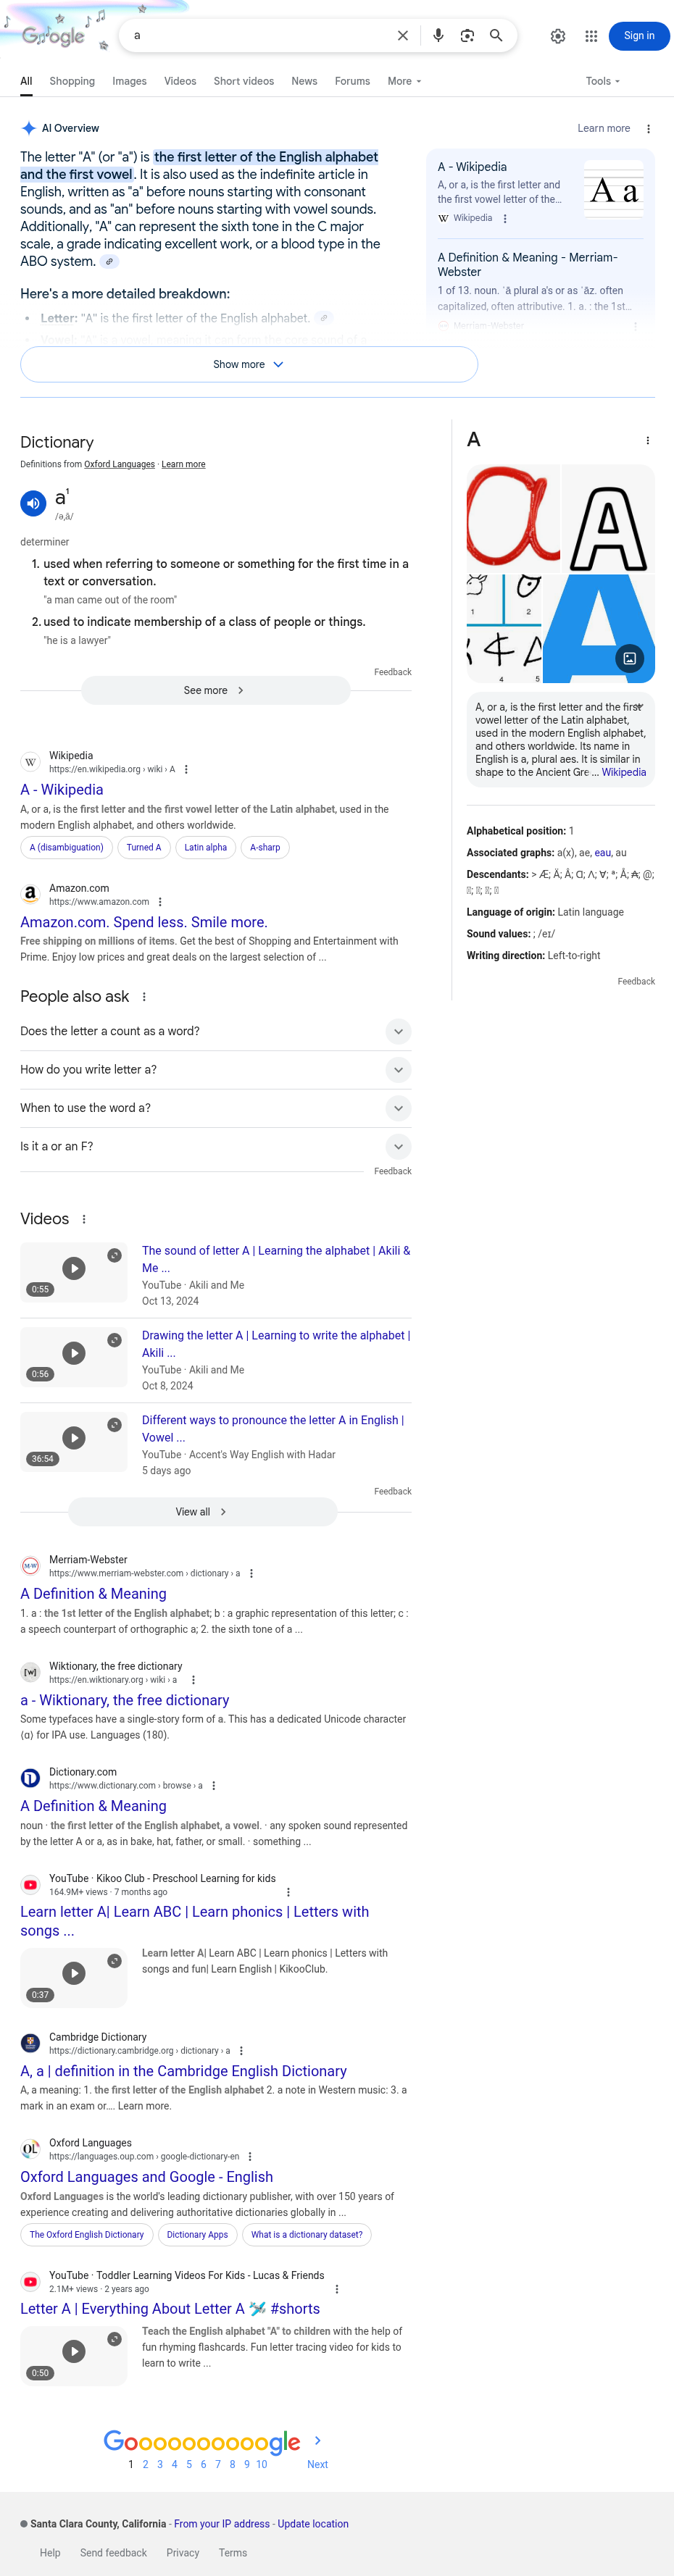 Google
a
Sign in
All Shopping Images Videos Short videos News Forums More Tools
AI Overview
Learn more
The letter "A" (or "a") is the first letter of the English alphabet
and the first vowel. It is also used as the indefinite article in
English, written as "a" before nouns starting with consonant
sounds, and as "an" before nouns starting with vowel sounds.
Additionally, "A" can represent the sixth tone in the C major
scale, a grade indicating excellent work, or a blood type in the
ABO system.
Here's a more detailed breakdown:
Letter: "A" is the first letter of the English alphabet.
A - Wikipedia
A, or a, is the first letter and
the first vowel letter of the...
Wikipedia
A a
A Definition & Meaning - Merriam-
Webster
1 of 13. noun. ˈā plural a's or as ˈāz. often
capitalized, often attributive. 1. a. : the 1st...
Merriam-Webster
Show more
Dictionary
Definitions from Oxford Languages · Learn more
a¹
/ə,ā/
determiner
1. used when referring to someone or something for the first time in a
text or conversation.
"a man came out of the room"
2. used to indicate membership of a class of people or things.
"he is a lawyer"
Feedback
See more
Wikipedia
https://en.wikipedia.org › wiki › A
A - Wikipedia
A, or a, is the first letter and the first vowel letter of the Latin alphabet, used in the
modern English alphabet, and others worldwide.
A (disambiguation) Turned A Latin alpha A-sharp
Amazon.com
https://www.amazon.com
Amazon.com. Spend less. Smile more.
Free shipping on millions of items. Get the best of Shopping and Entertainment with
Prime. Enjoy low prices and great deals on the largest selection of ...
People also ask
Does the letter a count as a word?
How do you write letter a?
When to use the word a?
Is it a or an F?
Feedback
Videos
0:55
The sound of letter A | Learning the alphabet | Akili &
Me ...
YouTube · Akili and Me
Oct 13, 2024
0:56
Drawing the letter A | Learning to write the alphabet |
Akili ...
YouTube · Akili and Me
Oct 8, 2024
36:54
Different ways to pronounce the letter A in English |
Vowel ...
YouTube · Accent's Way English with Hadar
5 days ago
Feedback
View all
Merriam-Webster
https://www.merriam-webster.com › dictionary › a
A Definition & Meaning
1. a : the 1st letter of the English alphabet; b : a graphic representation of this letter; c :
a speech counterpart of orthographic a; 2. the sixth tone of a ...
Wiktionary, the free dictionary
https://en.wiktionary.org › wiki › a
a - Wiktionary, the free dictionary
Some typefaces have a single-story form of a. This has a dedicated Unicode character
⟨ɑ⟩ for IPA use. Languages (180).
Dictionary.com
https://www.dictionary.com › browse › a
A Definition & Meaning
noun · the first letter of the English alphabet, a vowel. · any spoken sound represented
by the letter A or a, as in bake, hat, father, or small. · something ...
YouTube · Kikoo Club - Preschool Learning for kids
164.9M+ views · 7 months ago
Learn letter A| Learn ABC | Learn phonics | Letters with
songs ...
0:37
Learn letter A| Learn ABC | Learn phonics | Letters with
songs and fun| Learn English | KikooClub.
Cambridge Dictionary
https://dictionary.cambridge.org › dictionary › a
A, a | definition in the Cambridge English Dictionary
A, a meaning: 1. the first letter of the English alphabet 2. a note in Western music: 3. a
mark in an exam or.... Learn more.
Oxford Languages
https://languages.oup.com › google-dictionary-en
Oxford Languages and Google - English
Oxford Languages is the world's leading dictionary publisher, with over 150 years of
experience creating and delivering authoritative dictionaries globally in ...
The Oxford English Dictionary Dictionary Apps What is a dictionary dataset?
YouTube · Toddler Learning Videos For Kids - Lucas & Friends
2.1M+ views · 2 years ago
Letter A | Everything About Letter A 🛩️ #shorts
0:50
Teach the English alphabet "A" to children with the help of
fun rhyming flashcards. Fun letter tracing video for kids to
learn to write ...
A
a A
1 2
4 5
A
A, or a, is the first letter and the first
vowel letter of the Latin alphabet,
used in the modern English alphabet,
and others worldwide. Its name in
English is a, plural aes. It is similar in
shape to the Ancient Gre ... Wikipedia
Alphabetical position: 1
Associated graphs: a(x), ae, eau, au
Descendants: > Æ; Ä; Â; Ɑ; Λ; Ɐ; ª; Å; ₳; @;
Language of origin: Latin language
Sound values: ; /eɪ/
Writing direction: Left-to-right
Feedback
Goooooooooogle
1 2 3 4 5 6 7 8 9 10 Next
Santa Clara County, California - From your IP address - Update location
Help Send feedback Privacy Terms